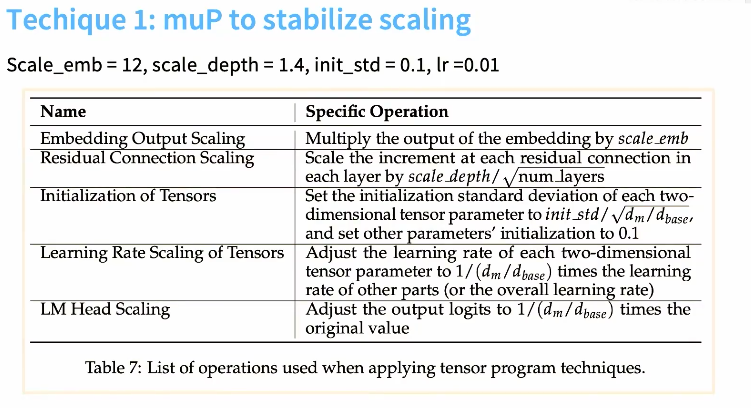 Techique 1: muP to stabilize scaling
Scale_emb = 12, scale_depth = 1.4, init_std = 0.1, lr =0.01
Name Specific Operation
Embedding Output Scaling Multiply the output of the embedding by scale_emb
Residual Connection Scaling Scale the increment at each residual connection in
each layer by scale_depth/√num_layers
Initialization of Tensors Set the initialization standard deviation of each two-
dimensional tensor parameter to init_std/√d_m/d_base,
and set other parameters' initialization to 0.1
Learning Rate Scaling of Tensors Adjust the learning rate of each two-dimensional
tensor parameter to 1/(d_m/d_base) times the learning
rate of other parts (or the overall learning rate)
LM Head Scaling Adjust the output logits to 1/(d_m/d_base) times the
original value
Table 7: List of operations used when applying tensor program techniques.